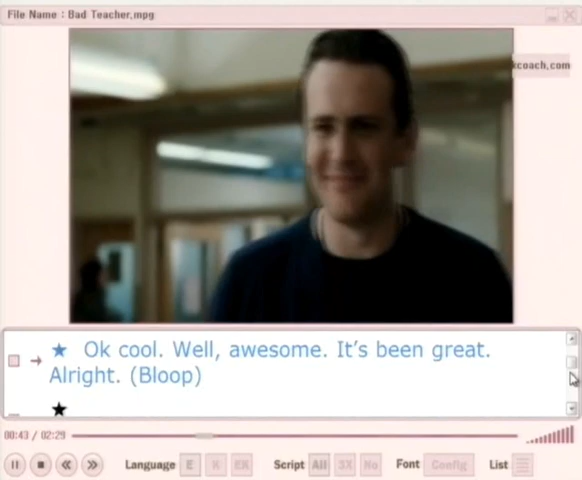 File Name : Bad Teacher.mpg
kcoach.com
Ok cool. Well, awesome. It's been great.
Alright. (Bloop)
00:43 / 02:29
Language E K EK Script All 3X No Font Config List